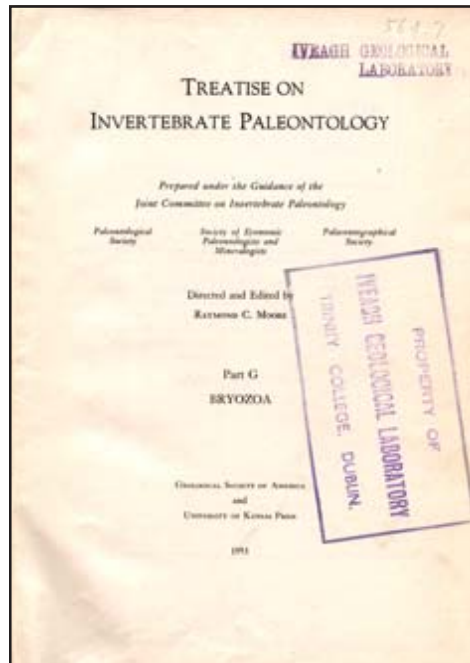 564.7
IVEAGH GEOLOGICAL
LABORATORY
TREATISE ON
INVERTEBRATE PALEONTOLOGY
Prepared under the Guidance of the
Joint Committee on Invertebrate Paleontology
Paleontological
Society
Society of Economic
Paleontologists and
Mineralogists
Palaeontographical
Society
Directed and Edited by
RAYMOND C. MOORE
Part G
BRYOZOA
GEOLOGICAL SOCIETY OF AMERICA
and
UNIVERSITY OF KANSAS PRESS
1953
PROPERTY OF
IVEAGH GEOLOGICAL LABORATORY
TRINITY COLLEGE, DUBLIN.